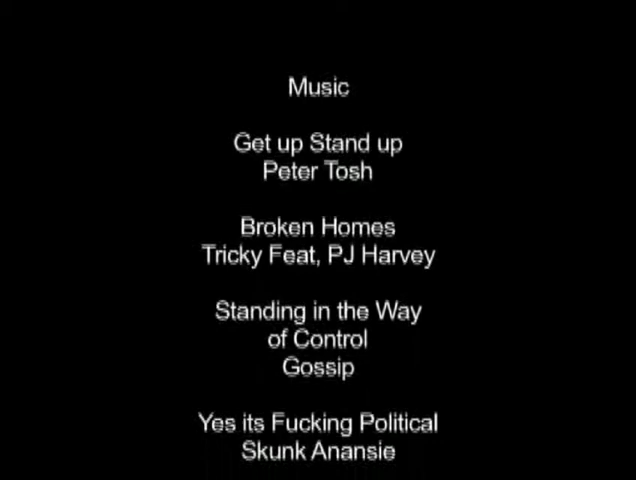 Music
Get up Stand up
Peter Tosh
Broken Homes
Tricky Feat, PJ Harvey
Standing in the Way
of Control
Gossip
Yes its Fucking Political
Skunk Anansie